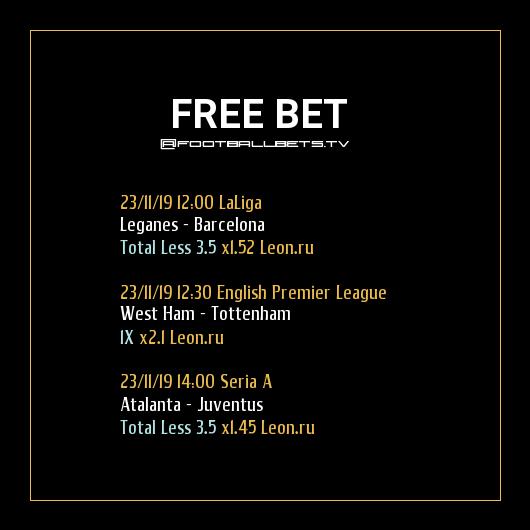 FREE BET
@FOOTBALLBETS.TV
23/11/19 12:00 LaLiga
Leganes - Barcelona
Total Less 3.5 x1.52 Leon.ru
23/11/19 12:30 English Premier League
West Ham - Tottenham
1X x2.1 Leon.ru
23/11/19 14:00 Seria A
Atalanta - Juventus
Total Less 3.5 x1.45 Leon.ru